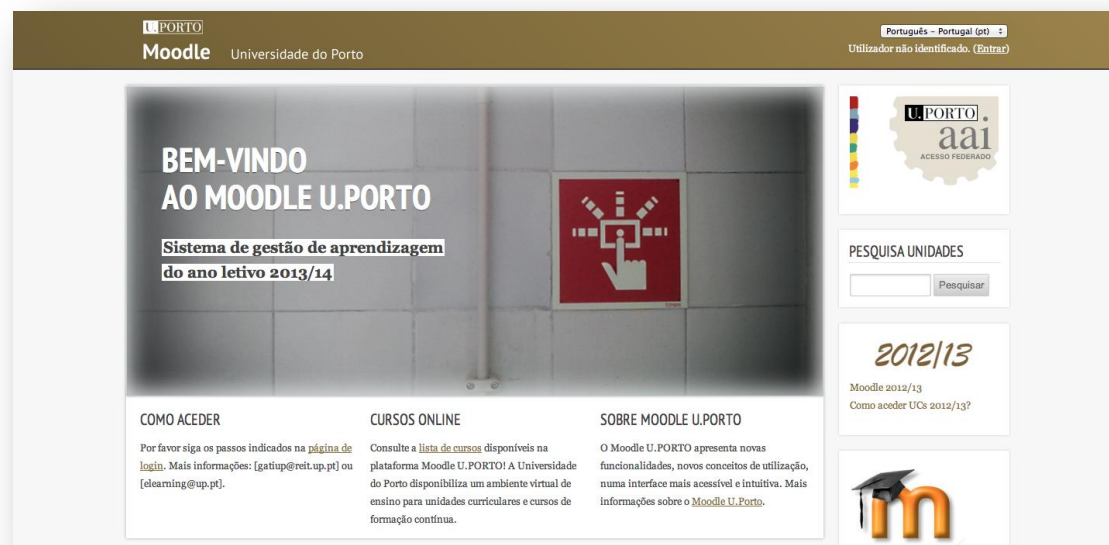 U.PORTO
Moodle Universidade do Porto
Português - Portugal (pt)
Utilizador não identificado. (Entrar)
BEM-VINDO
AO MOODLE U.PORTO
Sistema de gestão de aprendizagem
do ano letivo 2013/14
U.PORTO
aai
ACESSO FEDERADO
PESQUISA UNIDADES
Pesquisar
2012/13
Moodle 2012/13
Como aceder UCs 2012/13?
COMO ACEDER
Por favor siga os
passos indicados na página de
login. Mais informações: [gatiup@reit.up.pt] ou
[elearning@up.pt].
CURSOS ONLINE
Consulte a lista de cursos disponíveis na
plataforma Moodle U.PORTO! A Universidade
do Porto disponibiliza um ambiente virtual de
ensino para unidades curriculares e cursos de
formação contínua.
SOBRE MOODLE U.PORTO
O Moodle U.PORTO apresenta novas
funcionalidades, novos conceitos de utilização,
numa interface mais acessível e intuitiva. Mais
informações sobre o Moodle U.Porto.
m